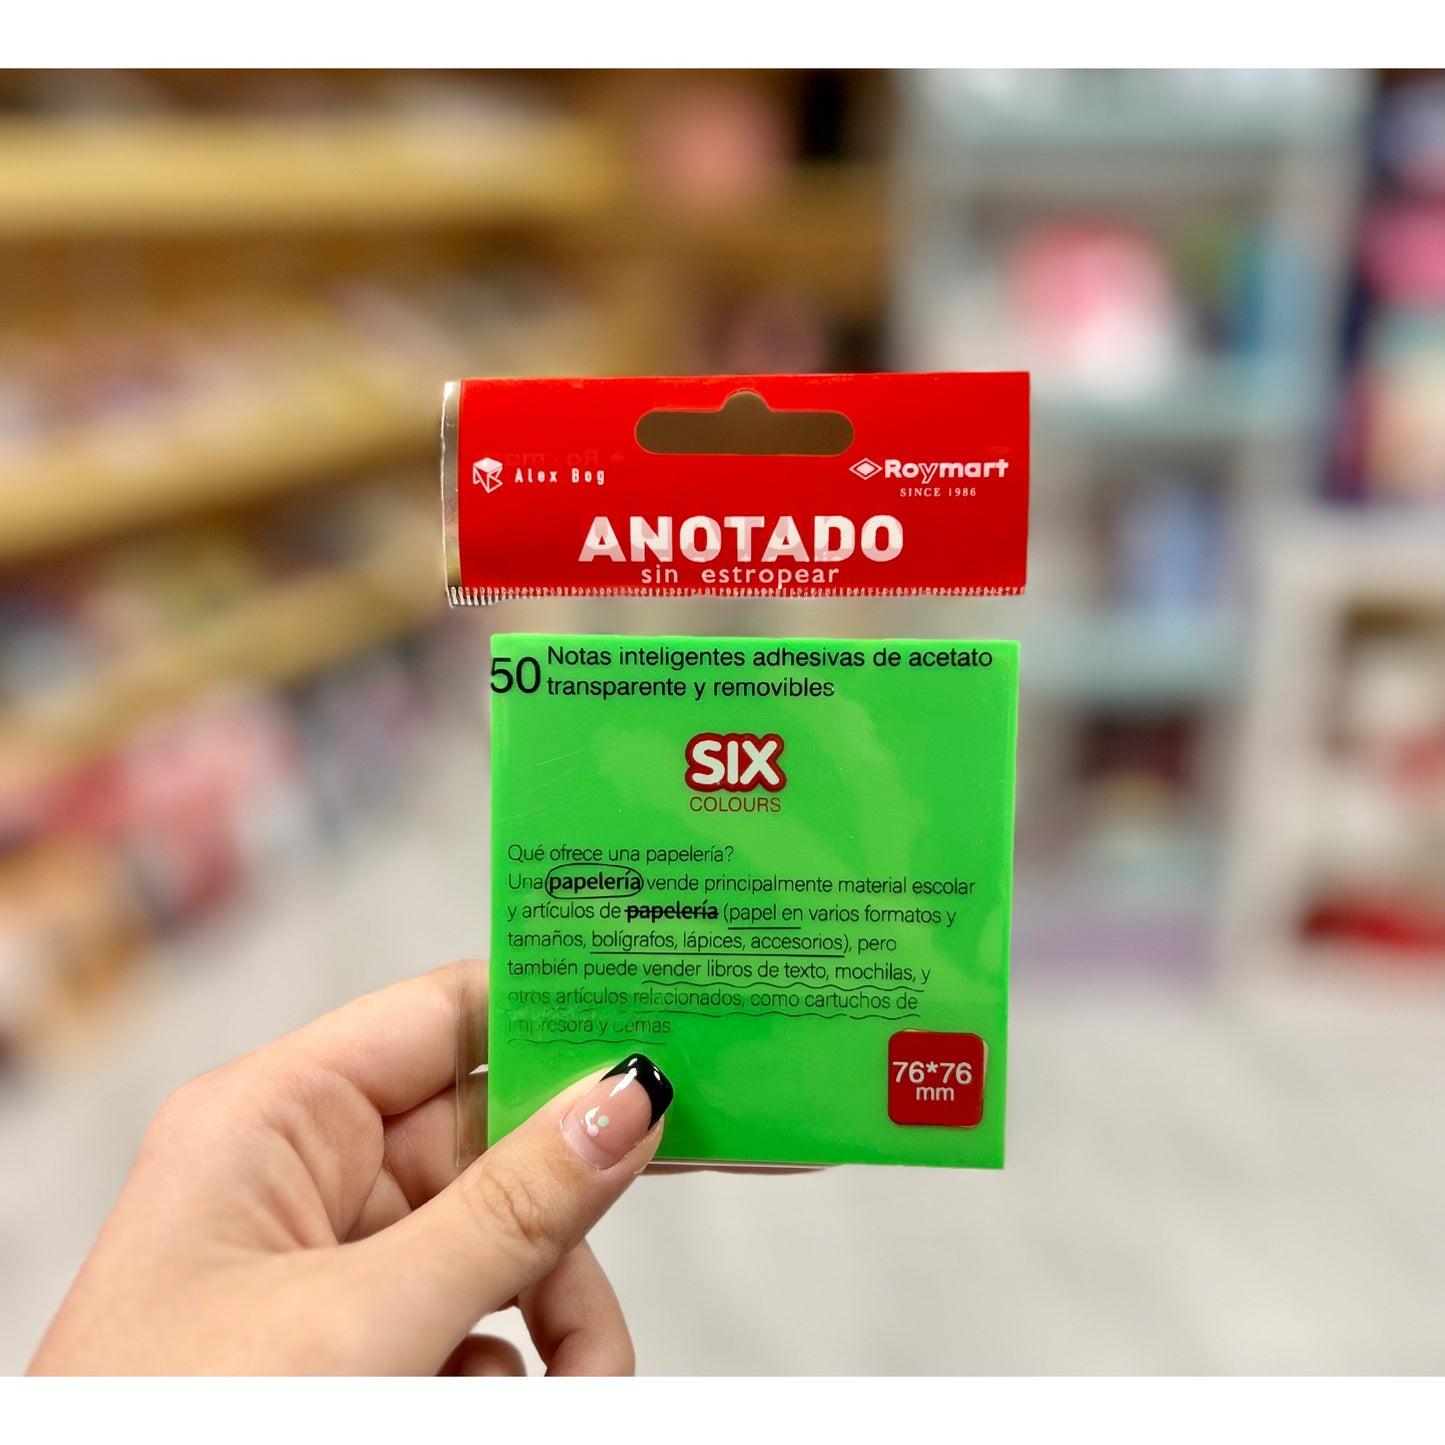 Alex Bog
Roymart
SINCE 1986
ANOTADO
sin estropear
50 Notas inteligentes adhesivas de acetato
transparente y removibles
SIX
COLOURS
Qué ofrece una papelería?
Una papelería vende principalmente material escolar
y artículos de papelería (papel en varios formatos y
tamaños, bolígrafos, lápices, accesorios), pero
también puede vender libros de texto, mochilas, y
otros artículos relacionados, como cartuchos de
impresora y demas
76*76
mm